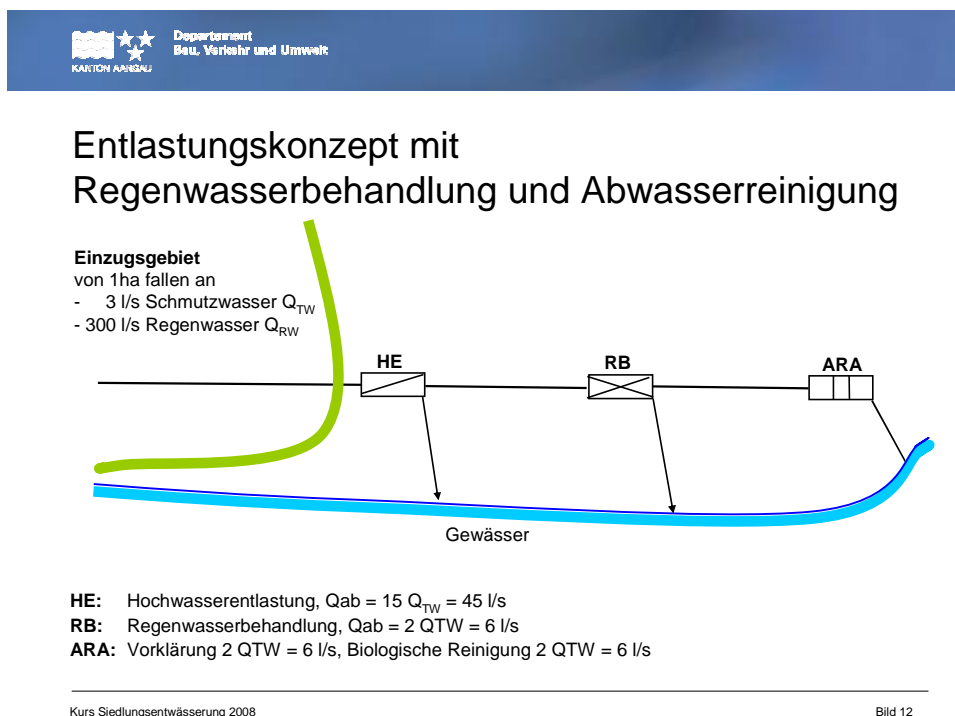 Departement
Bau, Verkehr und Umwelt
KANTON AARGAU
Entlastungskonzept mit
Regenwasserbehandlung und Abwasserreinigung
Einzugsgebiet
von 1ha fallen an
- 3 l/s Schmutzwasser QTW
- 300 l/s Regenwasser QRW
HE
RB
ARA
Gewässer
HE: Hochwasserentlastung, Qab = 15 QTW = 45 l/s
RB: Regenwasserbehandlung, Qab = 2 QTW = 6 l/s
ARA: Vorklärung 2 QTW = 6 l/s, Biologische Reinigung 2 QTW = 6 l/s
Kurs Siedlungsentwässerung 2008
Bild 12